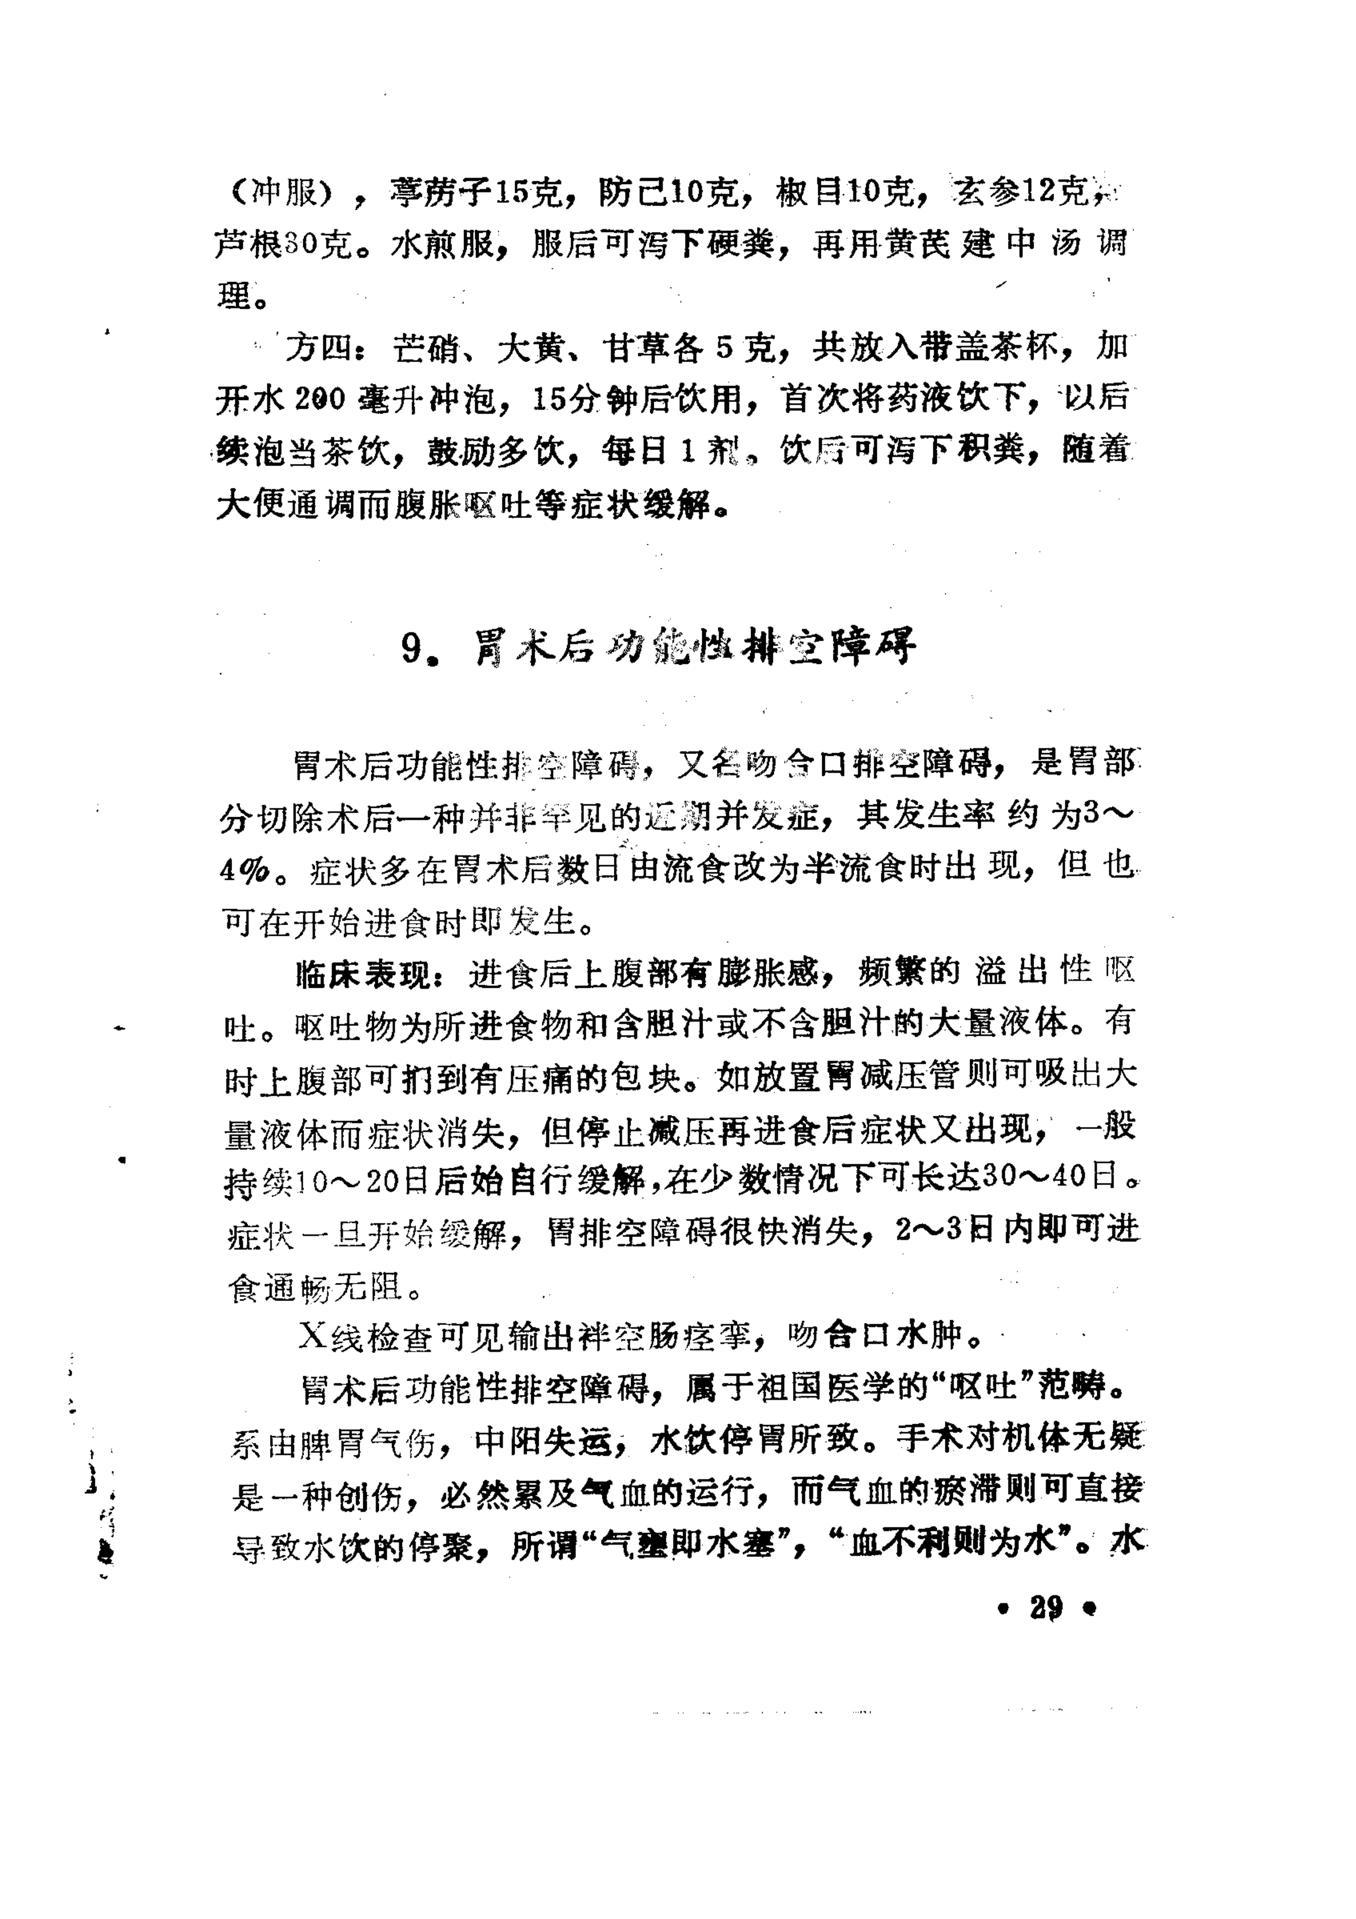 （冲服），葶苈子15克，防己10克，椒目10克，玄参12克，
芦根30克。水煎服，服后可泻下硬粪，再用黄芪建中汤调
理。
方四：芒硝、大黄、甘草各5克，共放入带盖茶杯，加
开水200毫升冲泡，15分钟后饮用，首次将药液饮下，以后
续泡当茶饮，鼓励多饮，每日1剂。饮后可泻下积粪，随着
大便通调而腹胀呕吐等症状缓解。
9．胃术后功能性排空障碍
胃术后功能性排空障碍，又名吻合口排空障碍，是胃部
分切除术后一种并非罕见的近期并发症，其发生率约为3～
4%。症状多在胃术后数日由流食改为半流食时出现，但也
可在开始进食时即发生。
临床表现：进食后上腹部有膨胀感，频繁的溢出性呕
吐。呕吐物为所进食物和含胆汁或不含胆汁的大量液体。有
时上腹部可扪到有压痛的包块。如放置胃减压管则可吸出大
量液体而症状消失，但停止减压再进食后症状又出现，一般
持续10～20日后始自行缓解，在少数情况下可长达30～40日。
症状一旦开始缓解，胃排空障碍很快消失，2～3日内即可进
食通畅无阻。
X线检查可见输出袢空肠痉挛，吻合口水肿。
胃术后功能性排空障碍，属于祖国医学的“呕吐”范畴。
系由脾胃气伤，中阳失运，水饮停胃所致。手术对机体无疑
是一种创伤，必然累及气血的运行，而气血的瘀滞则可直接
导致水饮的停聚，所谓“气壅即水塞”，“血不利则为水”。水
• 29 •